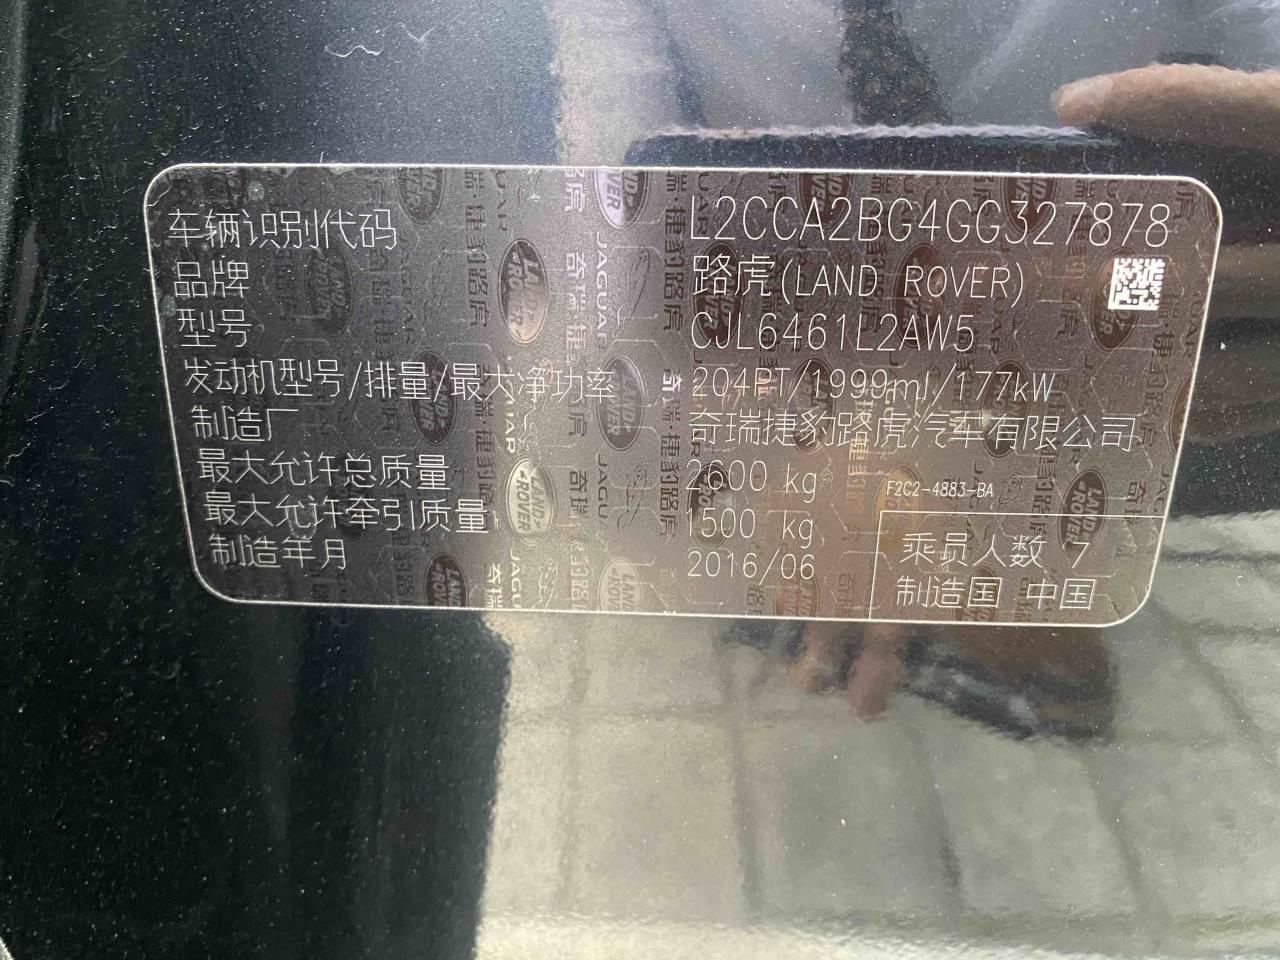 车辆识别代码 L2CCA2BG4GG327878
品牌 路虎(LAND ROVER)
型号 CJL6461L2AW5
发动机型号/排量/最大净功率 204PT/1999ml/177kW
制造厂 奇瑞捷豹路虎汽车有限公司
最大允许总质量 2600 kg
F2C2-4883-BA
最大允许牵引质量 1500 kg
制造年月 2016/06
乘员人数 7
制造国 中国